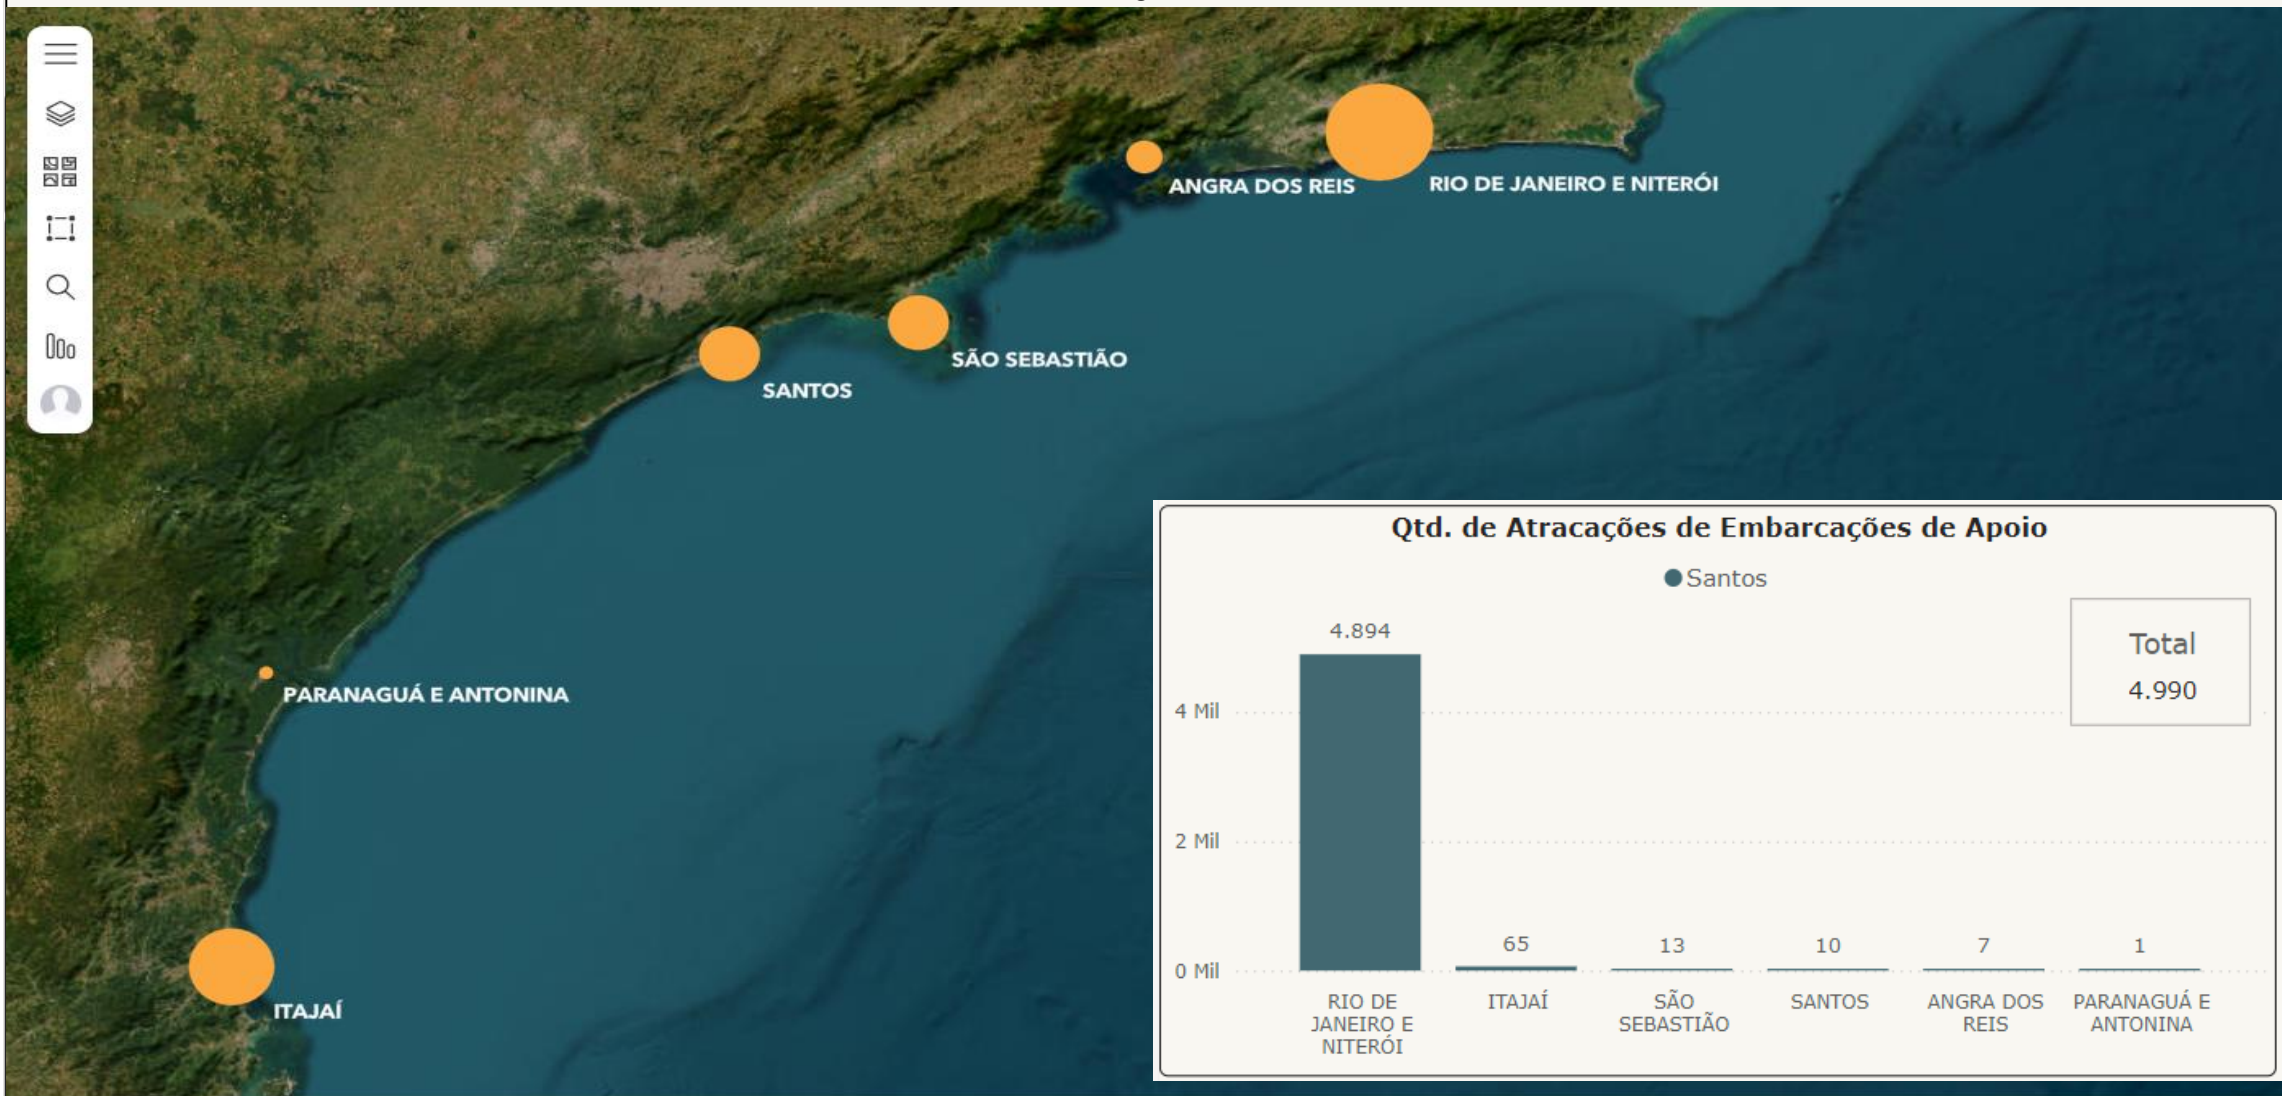 ANGRA DOS REIS
RIO DE JANEIRO E NITERÓI
SÃO SEBASTIÃO
SANTOS
PARANAGUÁ E ANTONINA
ITAJAÍ
Qtd. de Atracações de Embarcações de Apoio
Santos
Total
4.990
4.894
4 Mil
2 Mil
0 Mil
65
13
10
7
1
RIO DE
JANEIRO E
NITERÓI
ITAJAÍ
SÃO
SEBASTIÃO
SANTOS
ANGRA DOS
REIS
PARANAGUÁ E
ANTONINA